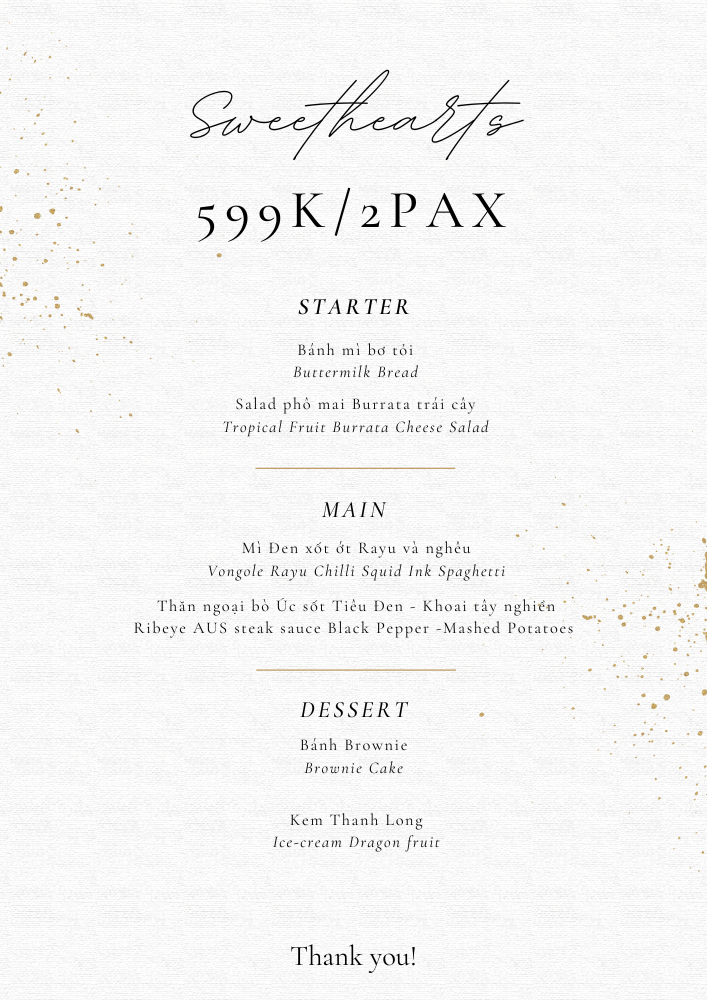 Sweethearts
599K/2PAX
STARTER
Bánh mì bơ tỏi
Buttermilk Bread
Salad phô mai Burrata trái cây
Tropical Fruit Burrata Cheese Salad
MAIN
Mì Đen xốt ớt Rayu và nghêu
Vongole Rayu Chilli Squid Ink Spaghetti
Thăn ngoại bò Úc sốt Tiêu Đen - Khoai tây nghiền
Ribeye AUS steak sauce Black Pepper -Mashed Potatoes
DESSERT
Bánh Brownie
Brownie Cake
Kem Thanh Long
Ice-cream Dragon fruit
Thank you!